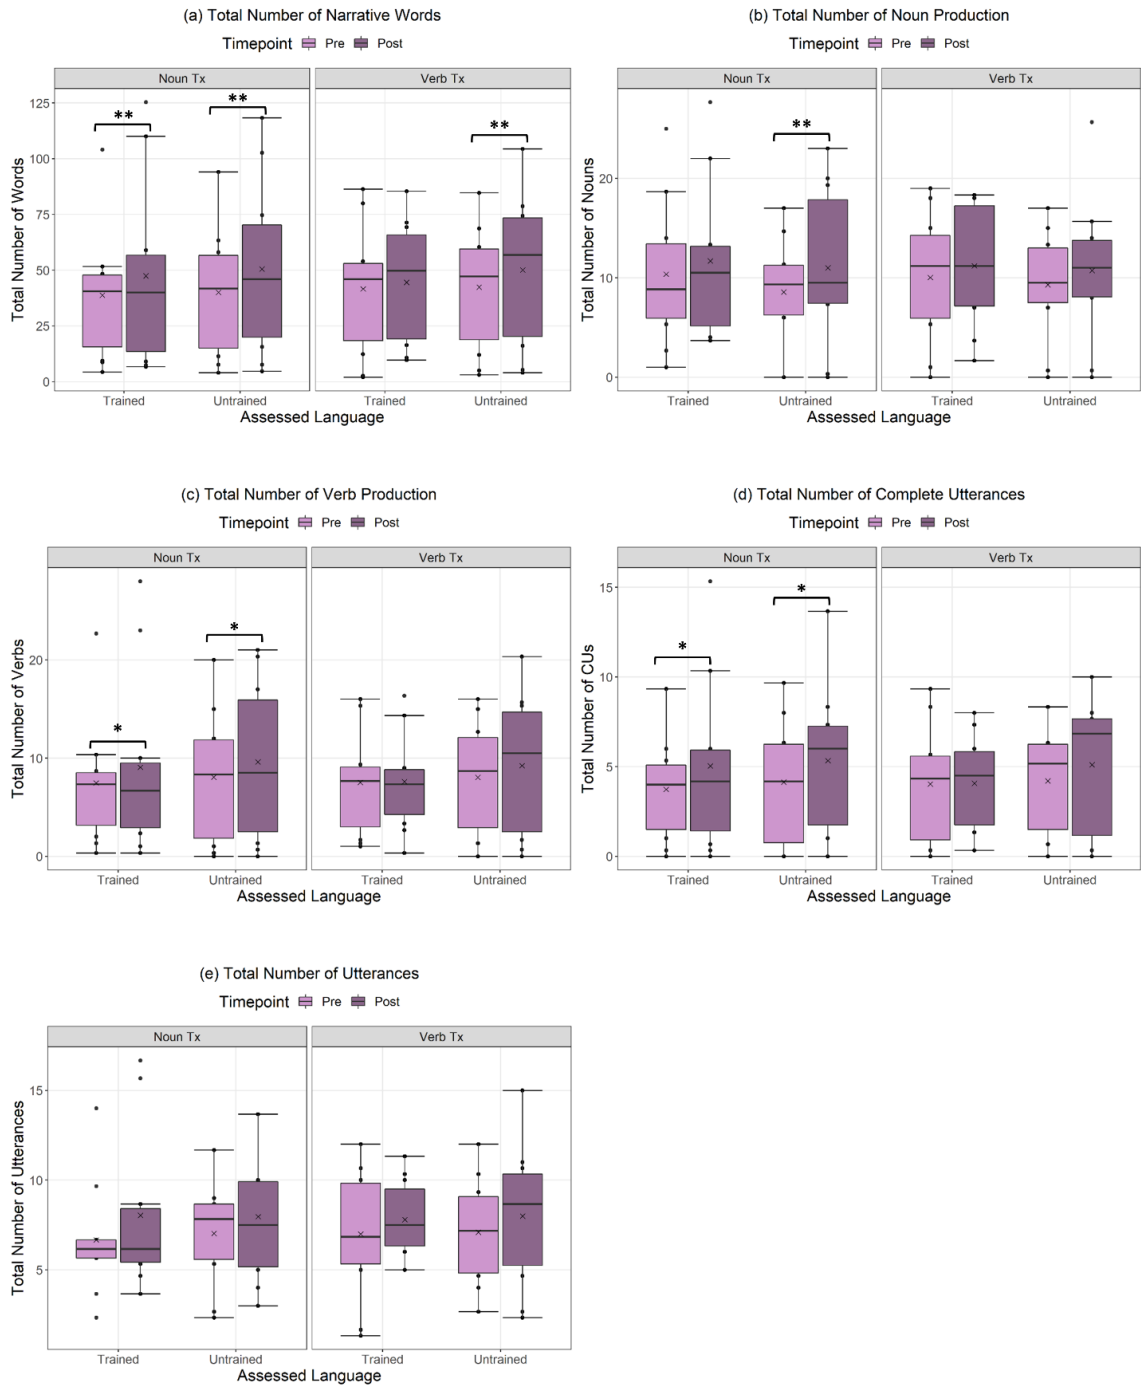 (a) Total Number of Narrative Words
Timepoint Pre Post
Noun Tx Verb Tx
** ** **
125
100
75
50
25
0
Total Number of Words
Trained Untrained Trained Untrained
Assessed Language
(b) Total Number of Noun Production
Timepoint Pre Post
Noun Tx Verb Tx
**
20
10
0
Total Number of Nouns
Trained Untrained Trained Untrained
Assessed Language
(c) Total Number of Verb Production
Timepoint Pre Post
Noun Tx Verb Tx
* *
20
10
0
Total Number of Verbs
Trained Untrained Trained Untrained
Assessed Language
(d) Total Number of Complete Utterances
Timepoint Pre Post
Noun Tx Verb Tx
* *
15
10
5
0
Total Number of CUs
Trained Untrained Trained Untrained
Assessed Language
(e) Total Number of Utterances
Timepoint Pre Post
Noun Tx Verb Tx
15
10
5
Total Number of Utterances
Trained Untrained Trained Untrained
Assessed Language